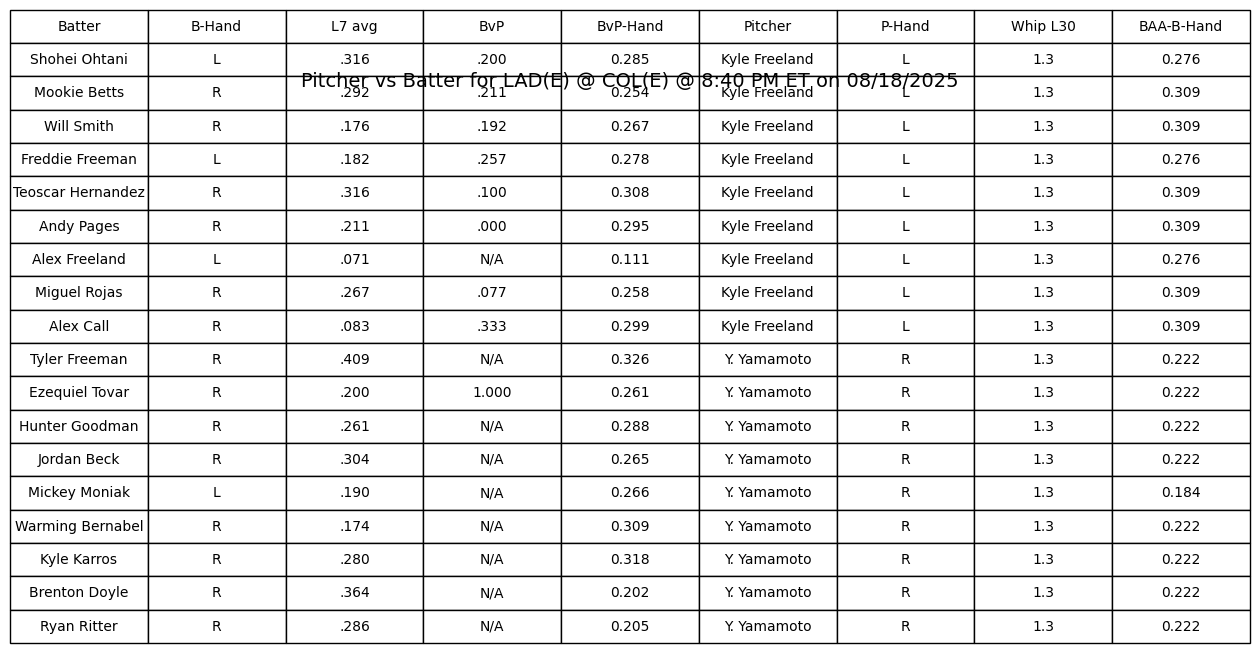 Batter B-Hand L7 avg BvP BvP-Hand Pitcher P-Hand Whip L30 BAA-B-Hand
Shohei Ohtani L .316 .200 0.285 Kyle Freeland L 1.3 0.276
Pitcher vs Batter for LAD(E) @ COL(E) @ 8:40 PM ET on 08/18/2025
Mookie Betts R .292 .211 0.254 Kyle Freeland L 1.3 0.309
Will Smith R .176 .192 0.267 Kyle Freeland L 1.3 0.309
Freddie Freeman L .182 .257 0.278 Kyle Freeland L 1.3 0.276
Teoscar Hernandez R .316 .100 0.308 Kyle Freeland L 1.3 0.309
Andy Pages R .211 .000 0.295 Kyle Freeland L 1.3 0.309
Alex Freeland L .071 N/A 0.111 Kyle Freeland L 1.3 0.276
Miguel Rojas R .267 .077 0.258 Kyle Freeland L 1.3 0.309
Alex Call R .083 .333 0.299 Kyle Freeland L 1.3 0.309
Tyler Freeman R .409 N/A 0.326 Y. Yamamoto R 1.3 0.222
Ezequiel Tovar R .200 1.000 0.261 Y. Yamamoto R 1.3 0.222
Hunter Goodman R .261 N/A 0.288 Y. Yamamoto R 1.3 0.222
Jordan Beck R .304 N/A 0.265 Y. Yamamoto R 1.3 0.222
Mickey Moniak L .190 N/A 0.266 Y. Yamamoto R 1.3 0.184
Warming Bernabel R .174 N/A 0.309 Y. Yamamoto R 1.3 0.222
Kyle Karros R .280 N/A 0.318 Y. Yamamoto R 1.3 0.222
Brenton Doyle R .364 N/A 0.202 Y. Yamamoto R 1.3 0.222
Ryan Ritter R .286 N/A 0.205 Y. Yamamoto R 1.3 0.222